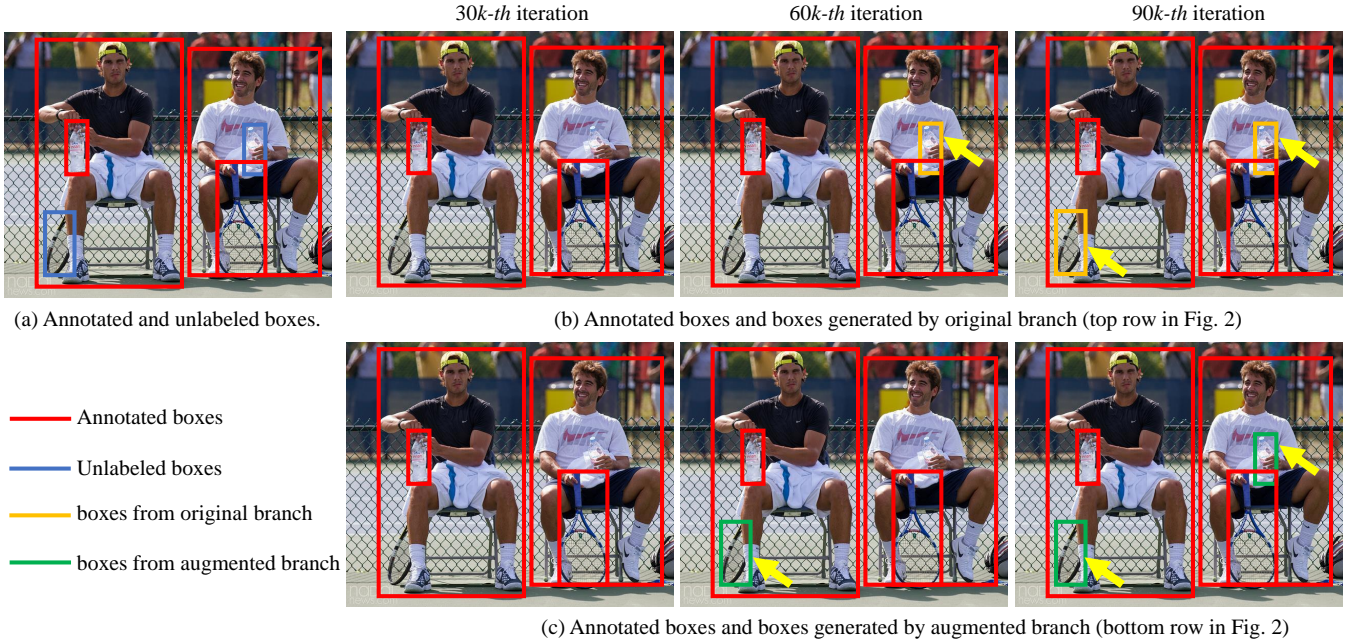 30k-th iteration
60k-th iteration
90k-th iteration
(a) Annotated and unlabeled boxes.
(b) Annotated boxes and boxes generated by original branch (top row in Fig. 2)
Annotated boxes
Unlabeled boxes
boxes from original branch
boxes from augmented branch
(c) Annotated boxes and boxes generated by augmented branch (bottom row in Fig. 2)